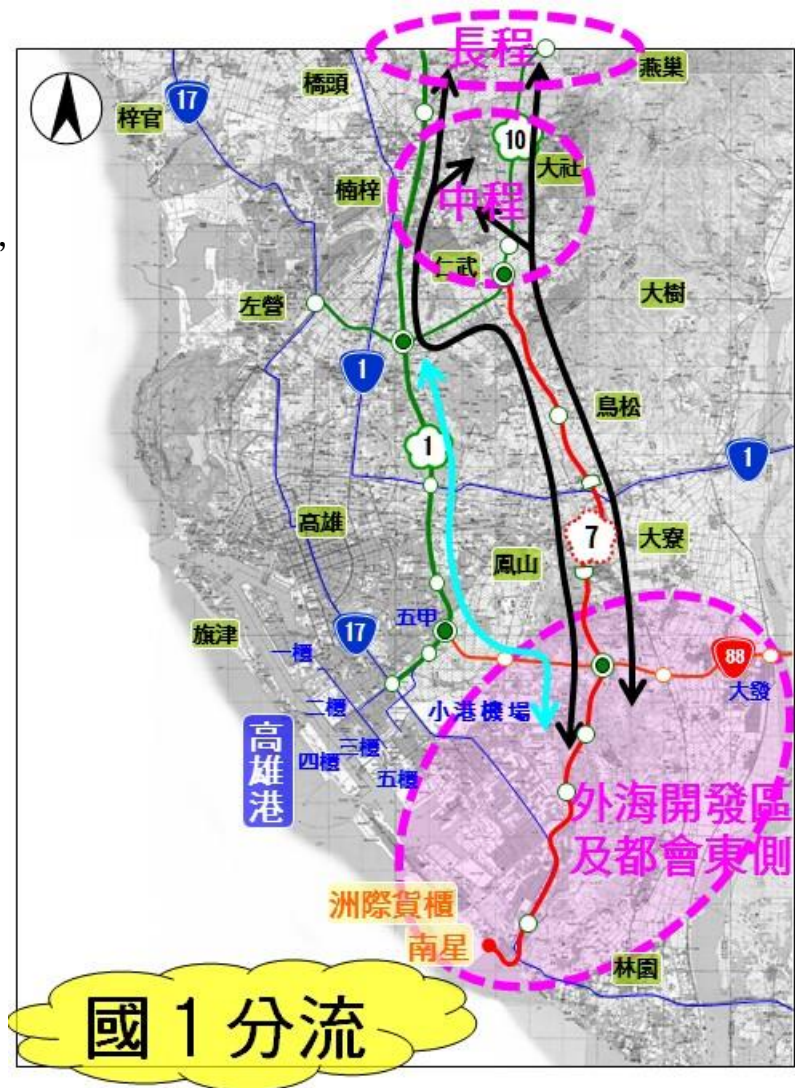 長程
燕巢
橋頭
17
梓官
10
大社
楠梓
中程
,
仁武
大樹
左營
1
鳥松
1
1
高雄
7
大寮
鳳山
五甲
17
旗津
88
一櫃
大發
二櫃
小港機場
高雄港
三櫃
四櫃
五櫃
外海開發區
及都會東側
洲際貨櫃
南星
林園
國1分流